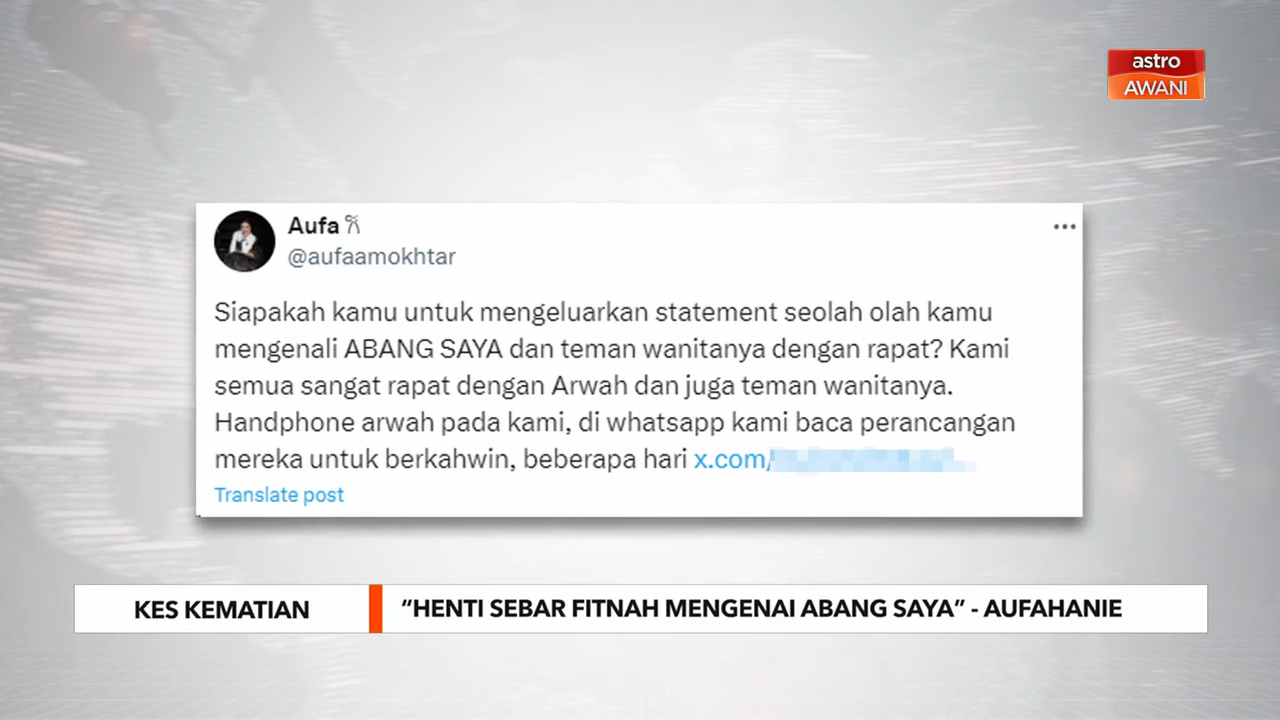 astro
AWANI
Aufa
@aufaamokhtar
Siapakah kamu untuk mengeluarkan statement seolah olah kamu
mengenali ABANG SAYA dan teman wanitanya dengan rapat? Kami
semua sangat rapat dengan Arwah dan juga teman wanitanya.
Handphone arwah pada kami, di whatsapp kami baca perancangan
mereka untuk berkahwin, beberapa hari x.com/
Translate post
KES KEMATIAN
“HENTI SEBAR FITNAH MENGENAI ABANG SAYA” - AUFAHANIE